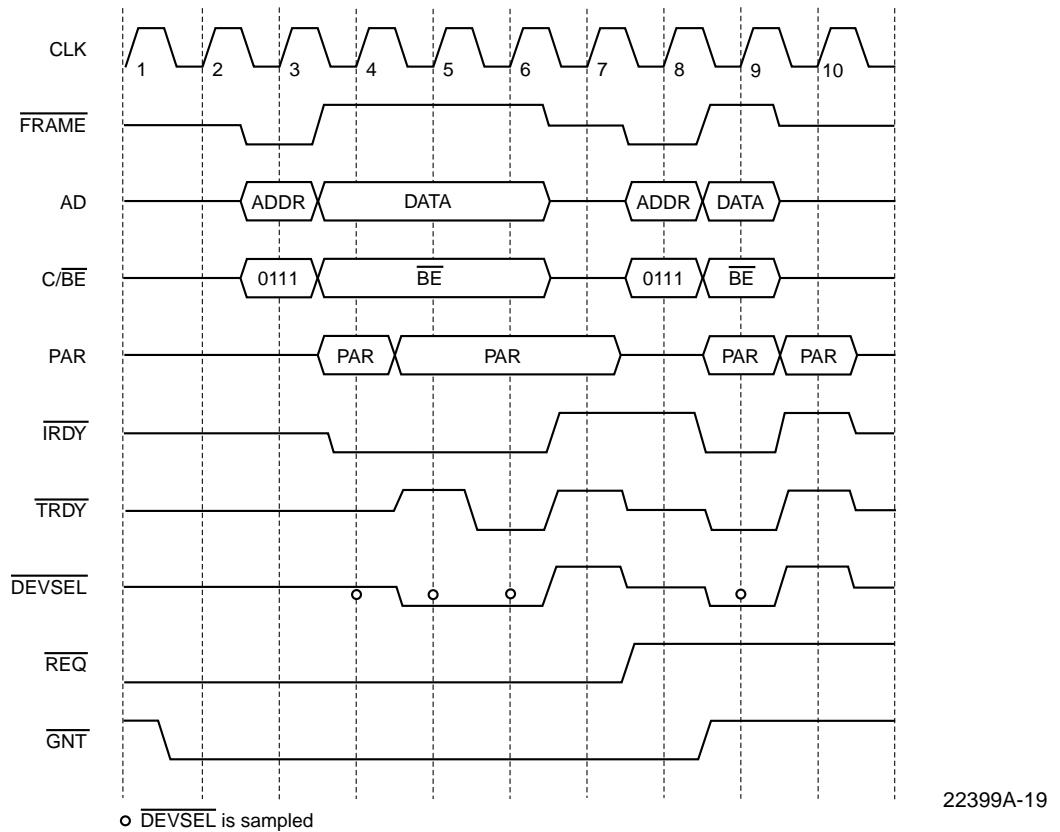 CLK
1 2 3 4 5 6 7 8 9 10
FRAME
AD ADDR DATA ADDR DATA
C/BE 0111 BE 0111 BE
PAR PAR PAR PAR PAR
IRDY
TRDY
DEVSEL
REQ
GNT
22399A-19
DEVSEL is sampled